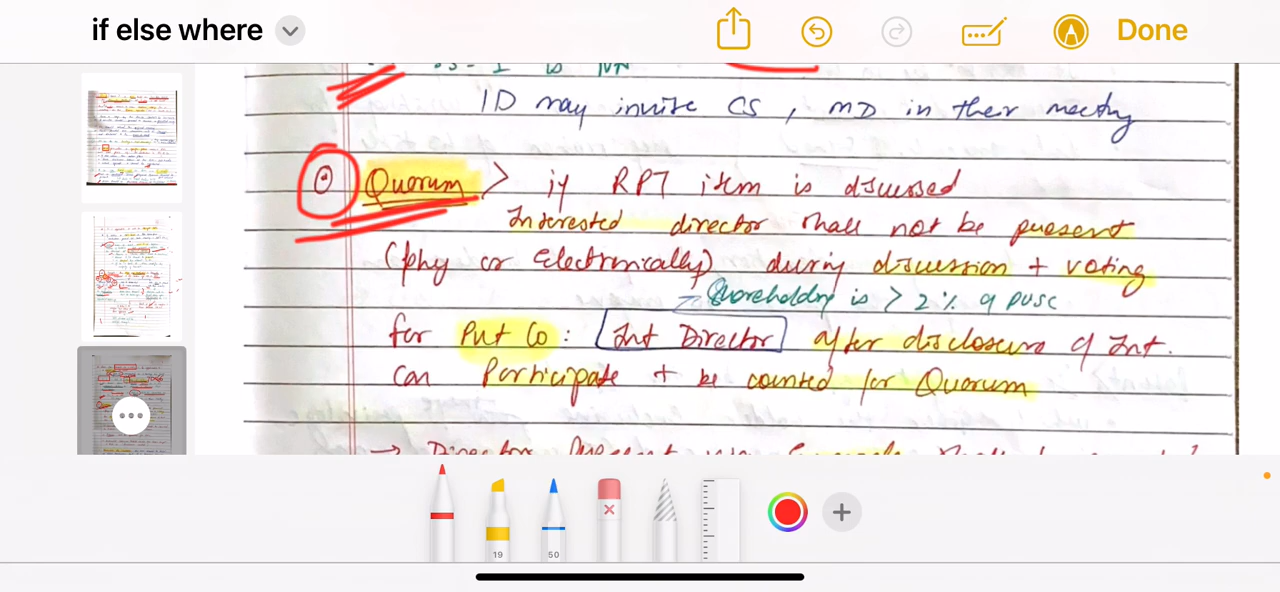 if else where
Done
ID may invite CS, MD in their meeting
Quorum > if RPT item is discussed
Interested director shall not be present
(phy or Electronically) during discussion + voting
Shareholding is > 2% of PUSC
for Pvt Co: Int Director after disclosure of Int.
can Participate + be counted for Quorum
19
50